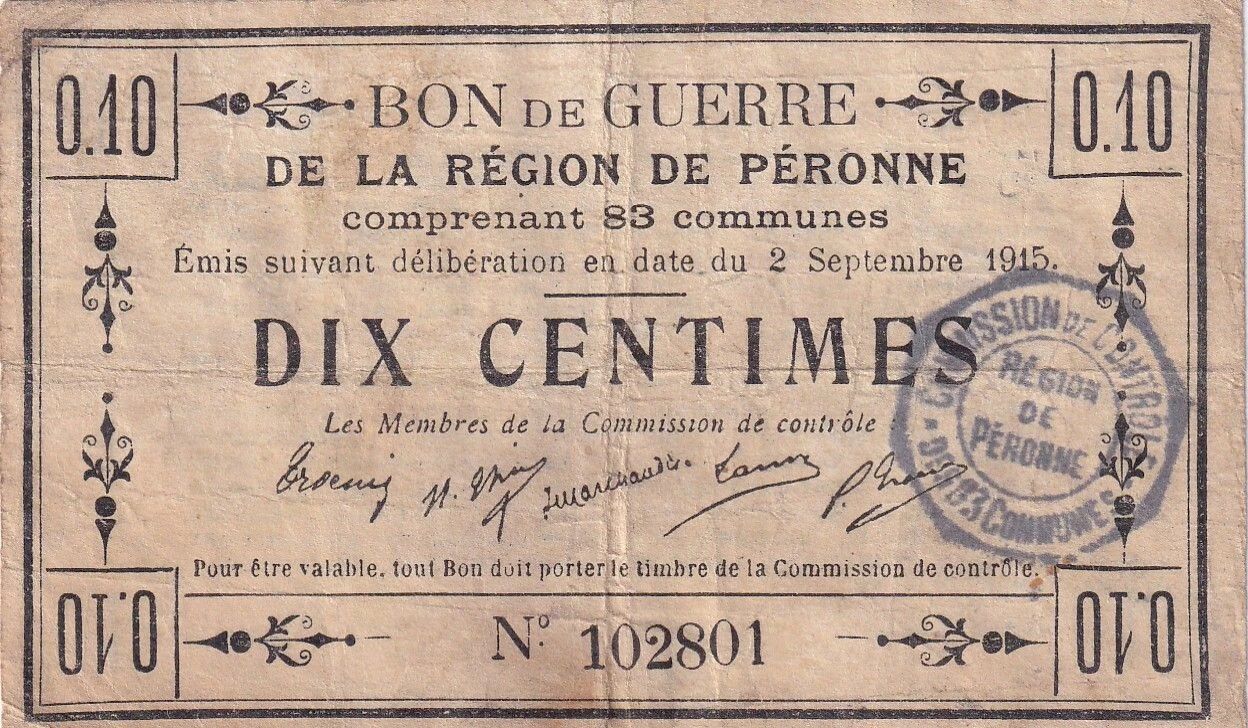 0.10
0.10
BON DE GUERRE
DE LA RÉGION DE PÉRONNE
comprenant 83 communes
Émis suivant délibération en date du 2 Septembre 1915.
DIX CENTIMES
Les Membres de la Commission de contrôle :
COMMISSION DE CONTROLE
DE 83 COMMUNES
RÉGION
DE
PÉRONNE
Pour être valable, tout Bon doit porter le timbre de la Commission de contrôle.
0.10
N° 102801
0.10